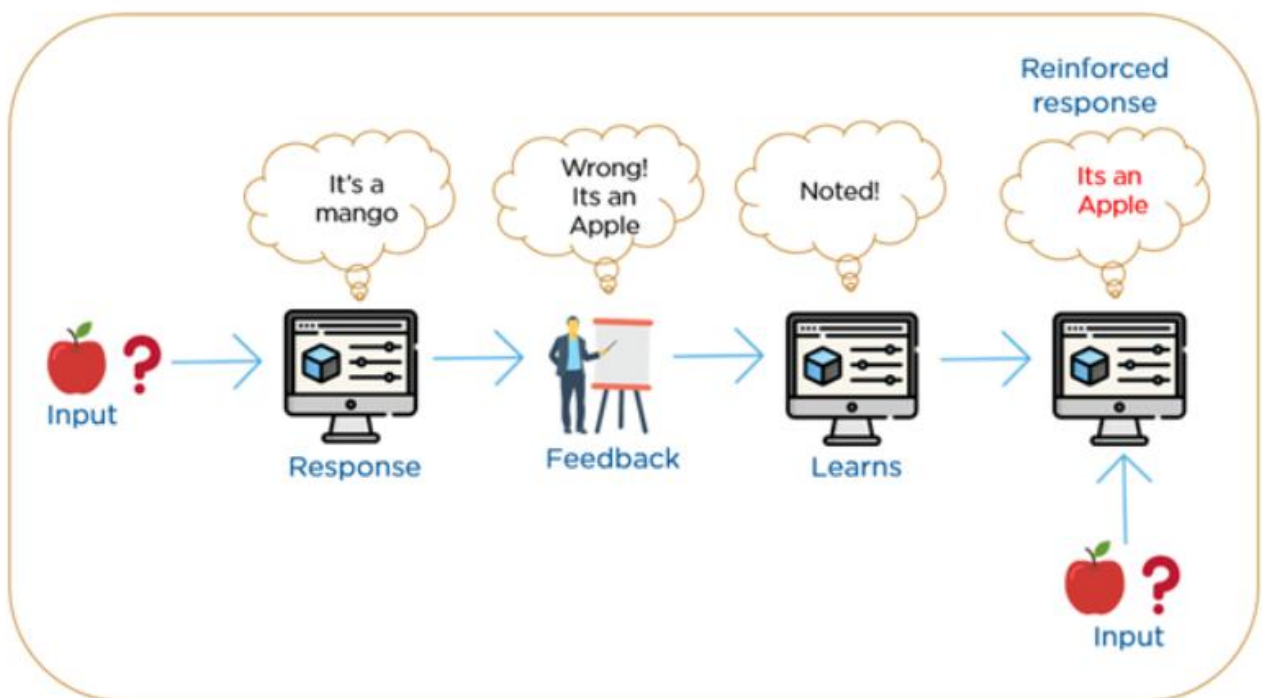 Reinforced
response
It's a
mango
Wrong!
Its an
Apple
Noted!
Its an
Apple
Input
Response
Feedback
Learns
Input